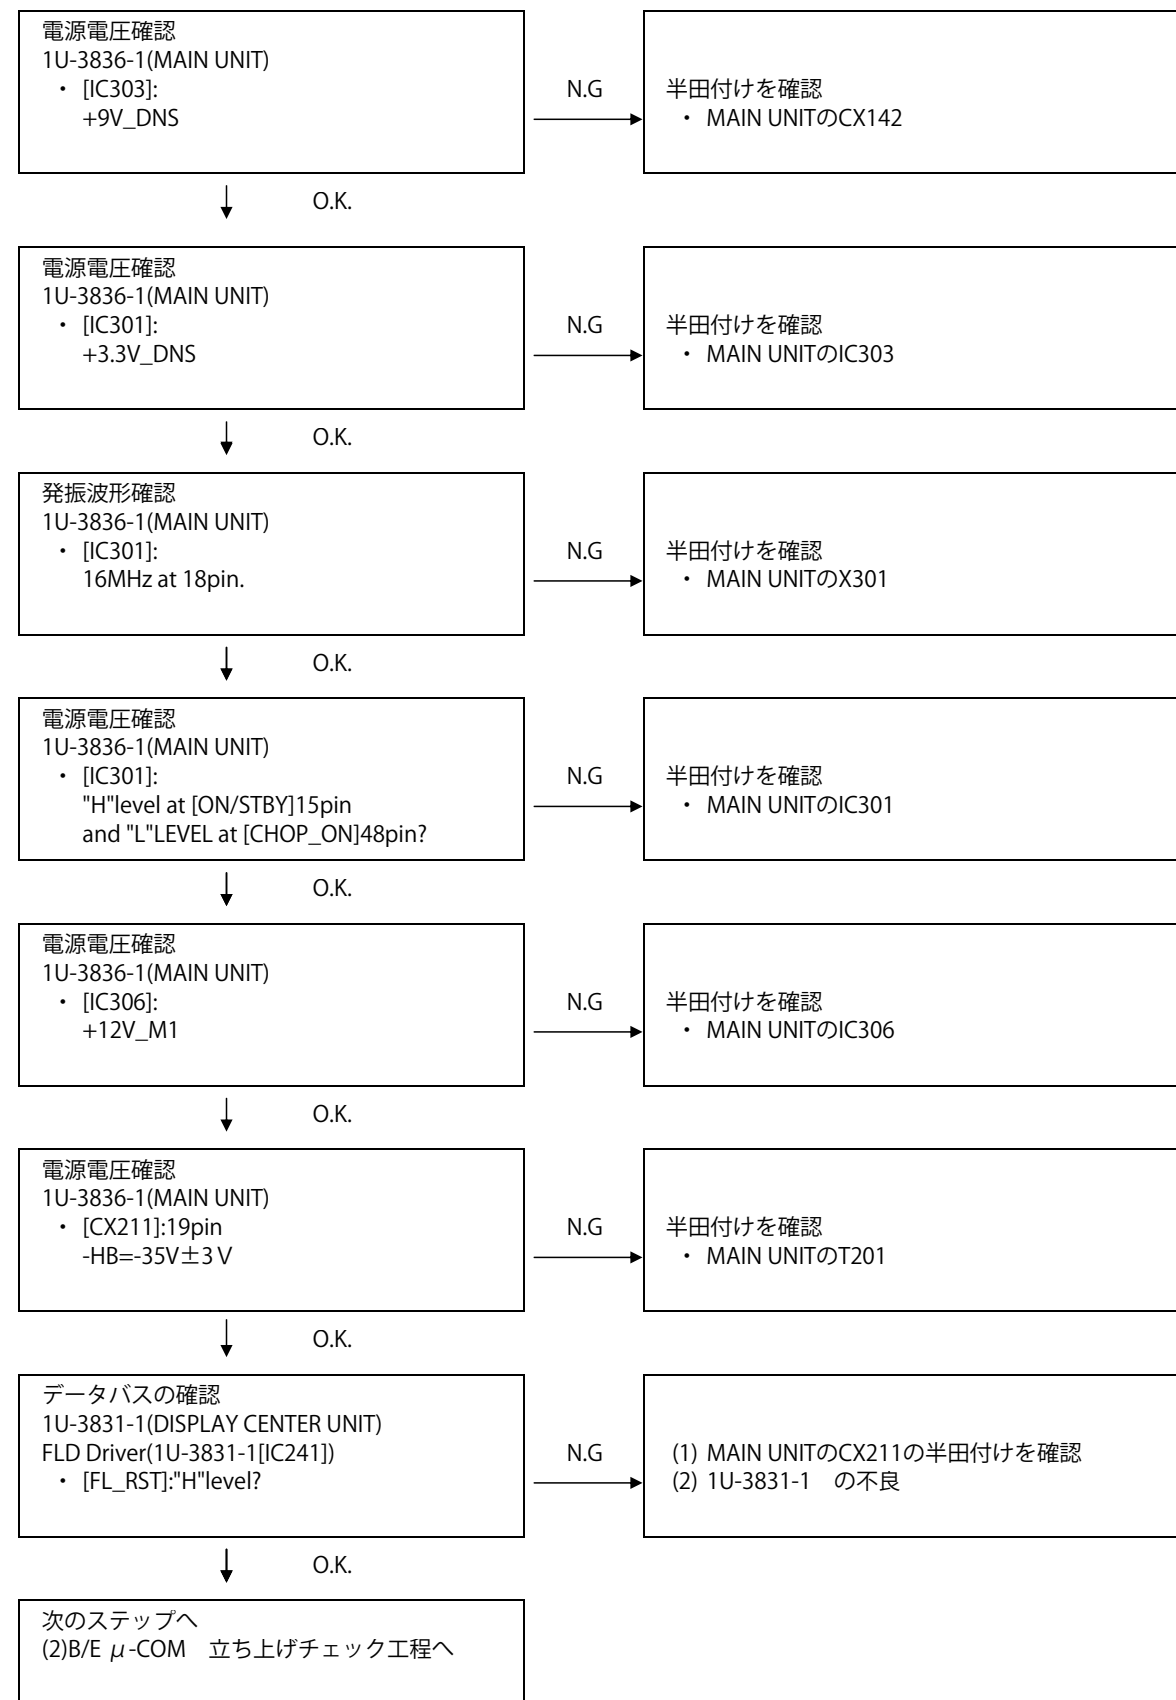 電源電圧確認
1U-3836-1(MAIN UNIT)
・ [IC303]:
+9V_DNS
N.G
半田付けを確認
・ MAIN UNITのCX142
O.K.
電源電圧確認
1U-3836-1(MAIN UNIT)
・ [IC301]:
+3.3V_DNS
N.G
半田付けを確認
・ MAIN UNITのIC303
O.K.
発振波形確認
1U-3836-1(MAIN UNIT)
・ [IC301]:
16MHz at 18pin.
N.G
半田付けを確認
・ MAIN UNITのX301
O.K.
電源電圧確認
1U-3836-1(MAIN UNIT)
・ [IC301]:
"H"level at [ON/STBY]15pin
and "L"LEVEL at [CHOP_ON]48pin?
N.G
半田付けを確認
・ MAIN UNITのIC301
O.K.
電源電圧確認
1U-3836-1(MAIN UNIT)
・ [IC306]:
+12V_M1
N.G
半田付けを確認
・ MAIN UNITのIC306
O.K.
電源電圧確認
1U-3836-1(MAIN UNIT)
・ [CX211]:19pin
-HB=-35V±3Ｖ
N.G
半田付けを確認
・ MAIN UNITのT201
O.K.
データバスの確認
1U-3831-1(DISPLAY CENTER UNIT)
FLD Driver(1U-3831-1[IC241])
・ [FL_RST]:"H"level?
N.G
(1) MAIN UNITのCX211の半田付けを確認
(2) 1U-3831-1　の不良
O.K.
次のステップへ
(2)B/E μ-COM　立ち上げチェック工程へ